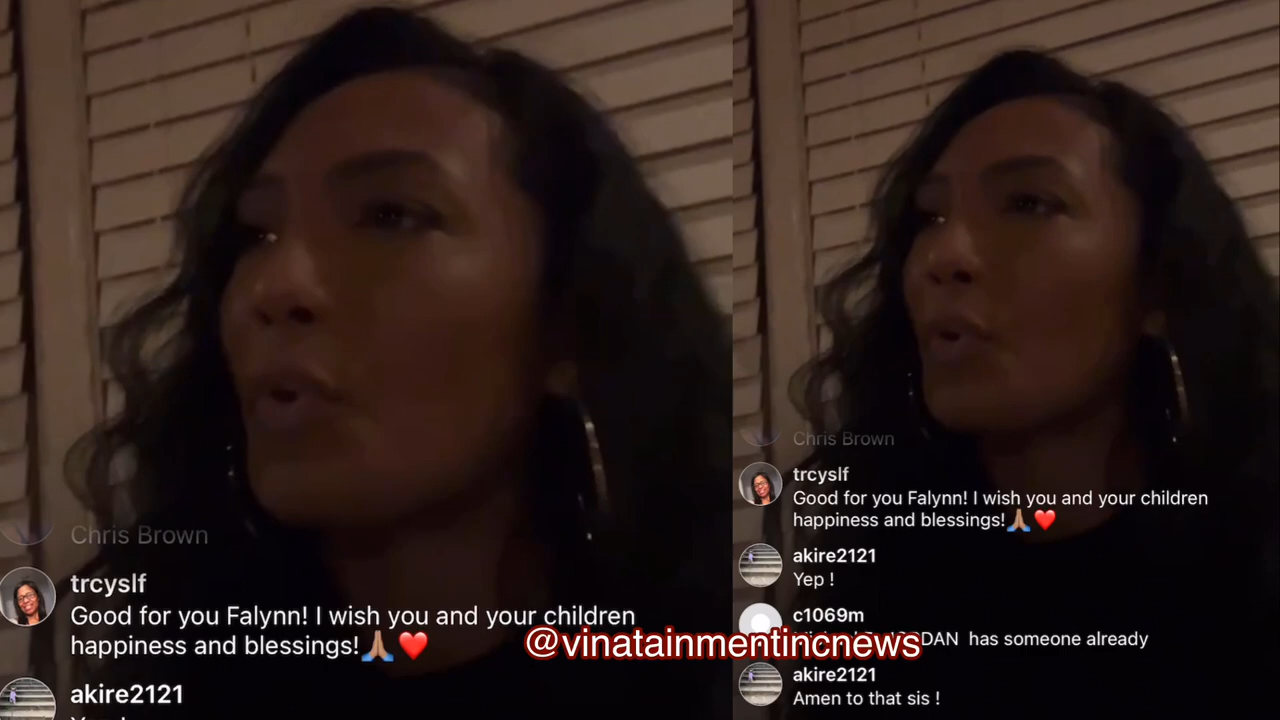 Chris Brown
trcyslf
Good for you Falynn! I wish you and your children
happiness and blessings!🙏🏽❤️
akire2121
Chris Brown
trcyslf
Good for you Falynn! I wish you and your children
happiness and blessings!🙏🏽❤️
akire2121
Yep !
c1069m
DAN has someone already
akire2121
Amen to that sis !
@vinatainmentincnews